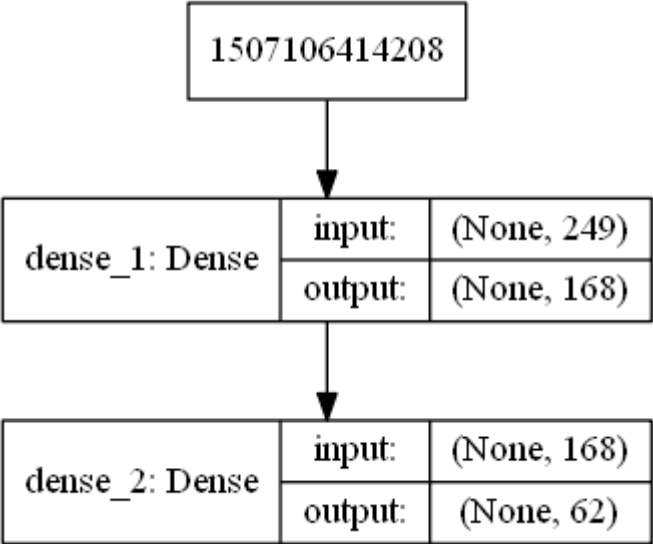 1507106414208
dense_1: Dense
input:
(None, 249)
output:
(None, 168)
dense_2: Dense
input:
(None, 168)
output:
(None, 62)